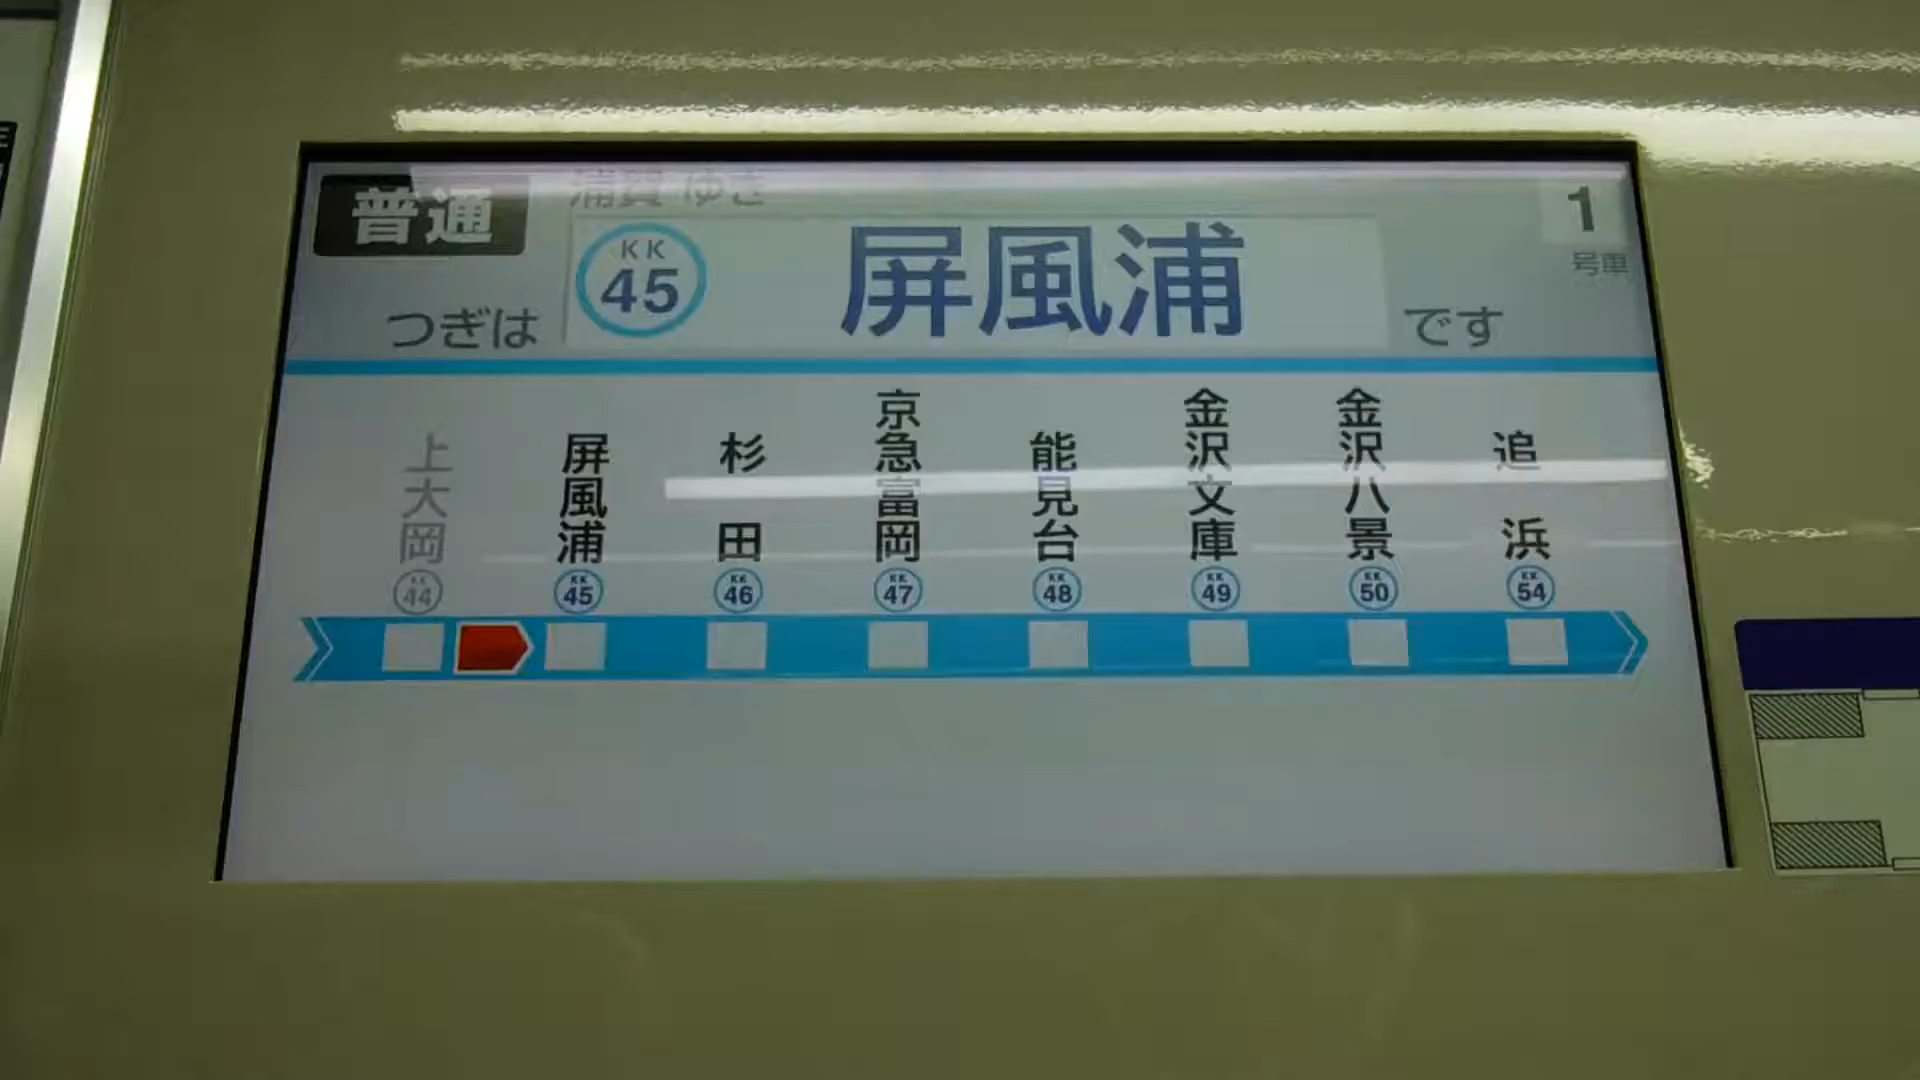 普通
浦賀 ゆき
1
号車
つぎは
KK
45
屏風浦
です
上大岡
屏風浦
杉田
京急富岡
能見台
金沢文庫
金沢八景
追浜
KK
44
KK
45
KK
46
KK
47
KK
48
KK
49
KK
50
KK
54